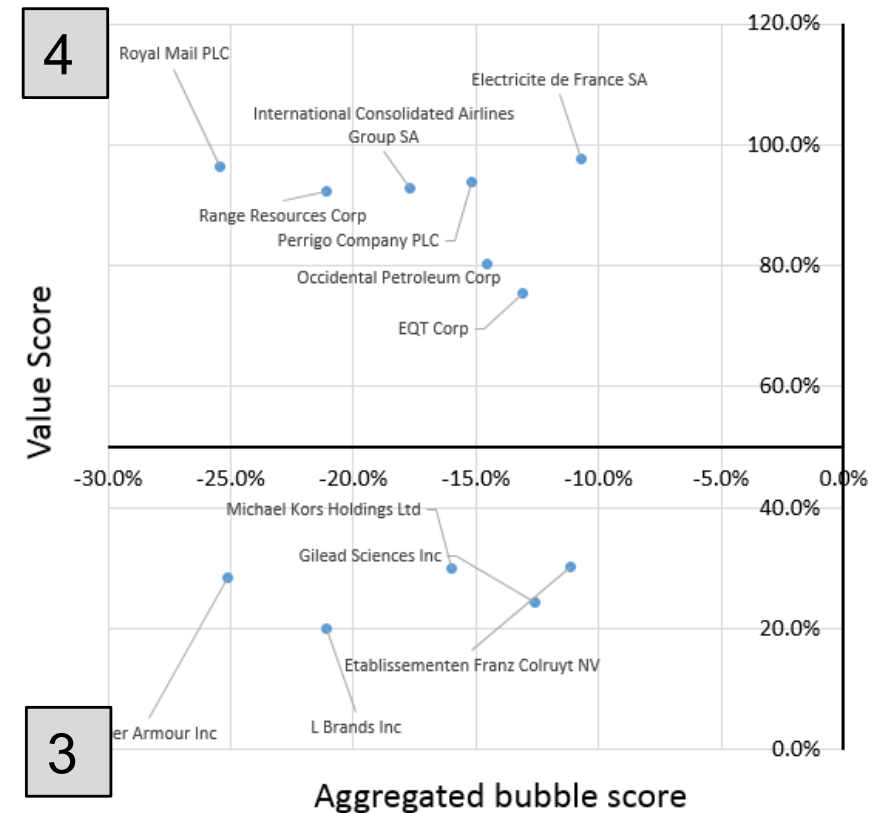 120.0%
4
Royal Mail PLC
Electricite de France SA
International Consolidated Airlines
Group SA
100.0%
Range Resources Corp
Perrigo Company PLC
80.0%
Occidental Petroleum Corp
EQT Corp
60.0%
Value Score
-30.0% -25.0% -20.0% -15.0% -10.0% -5.0% 0.0%
Michael Kors Holdings Ltd
40.0%
Gilead Sciences Inc
20.0%
Etablissementen Franz Colruyt NV
L Brands Inc
er Armour Inc
3
0.0%
Aggregated bubble score